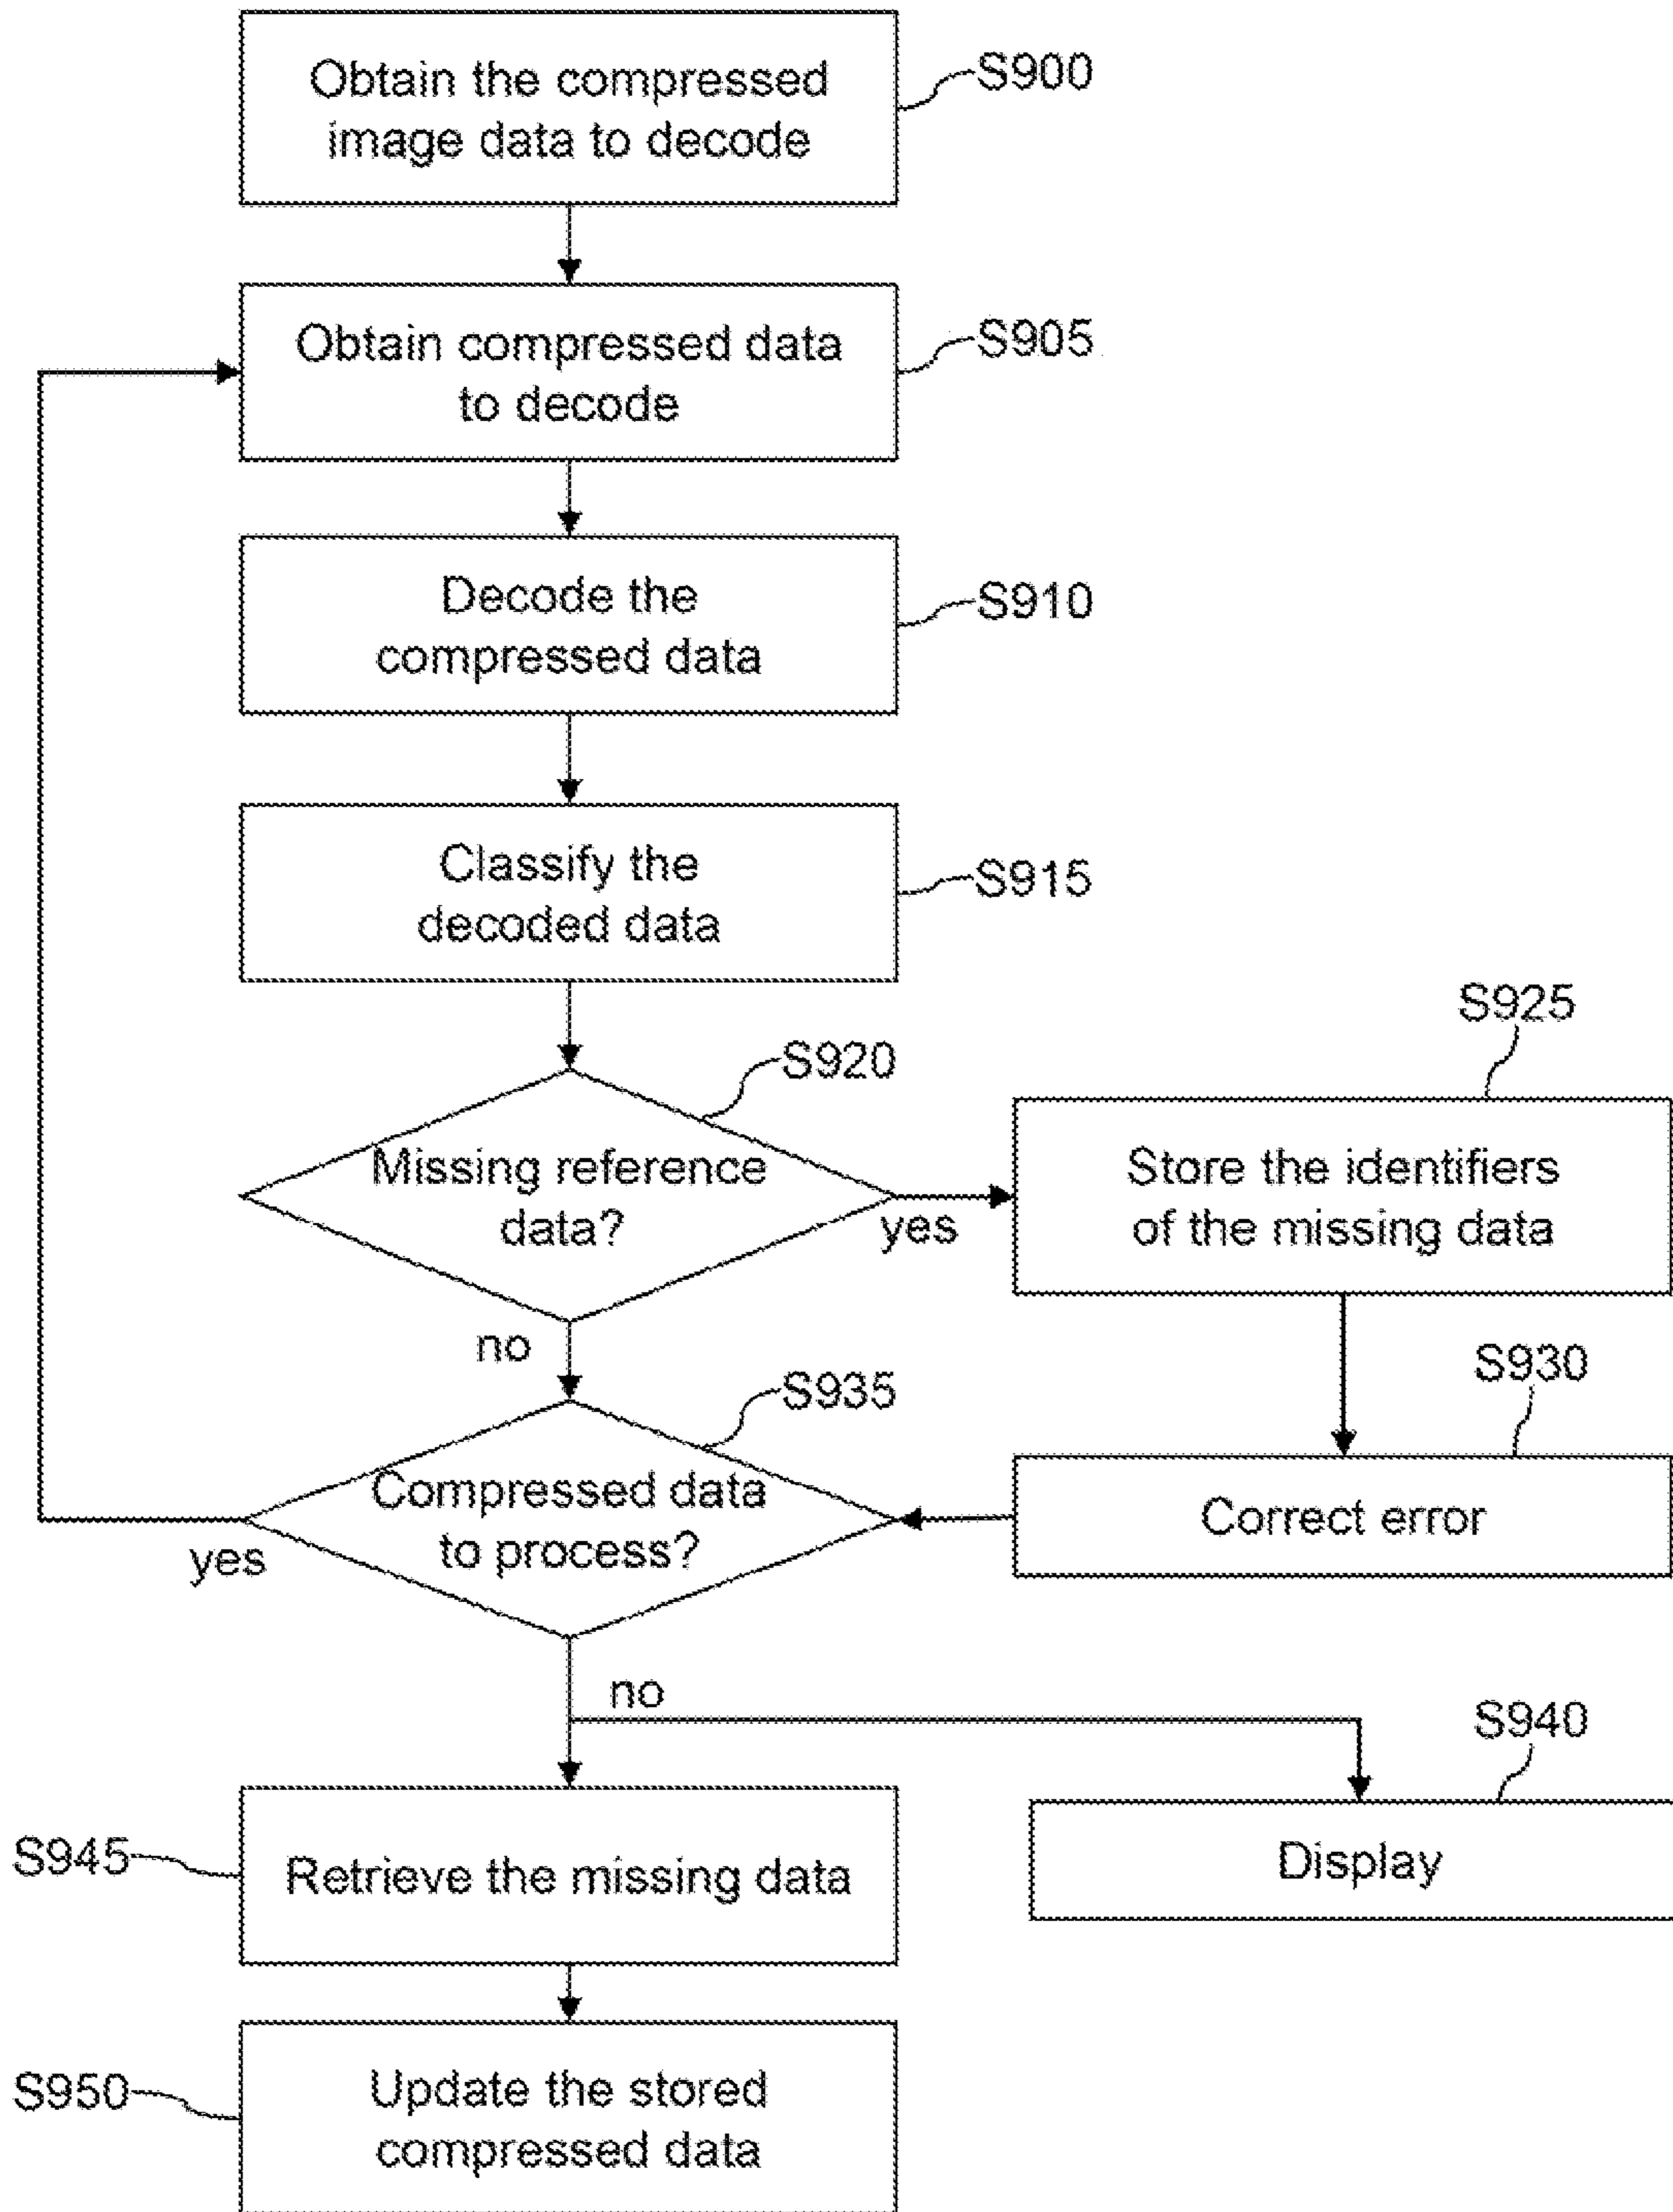 Obtain the compressed
image data to decode
S900
Obtain compressed data
to decode
S905
Decode the
compressed data
S910
Classify the
decoded data
S915
S920
Missing reference
data?
yes
no
S925
Store the identifiers
of the missing data
S930
Correct error
S935
Compressed data
to process?
yes
no
S940
Display
S945
Retrieve the missing data
S950
Update the stored
compressed data